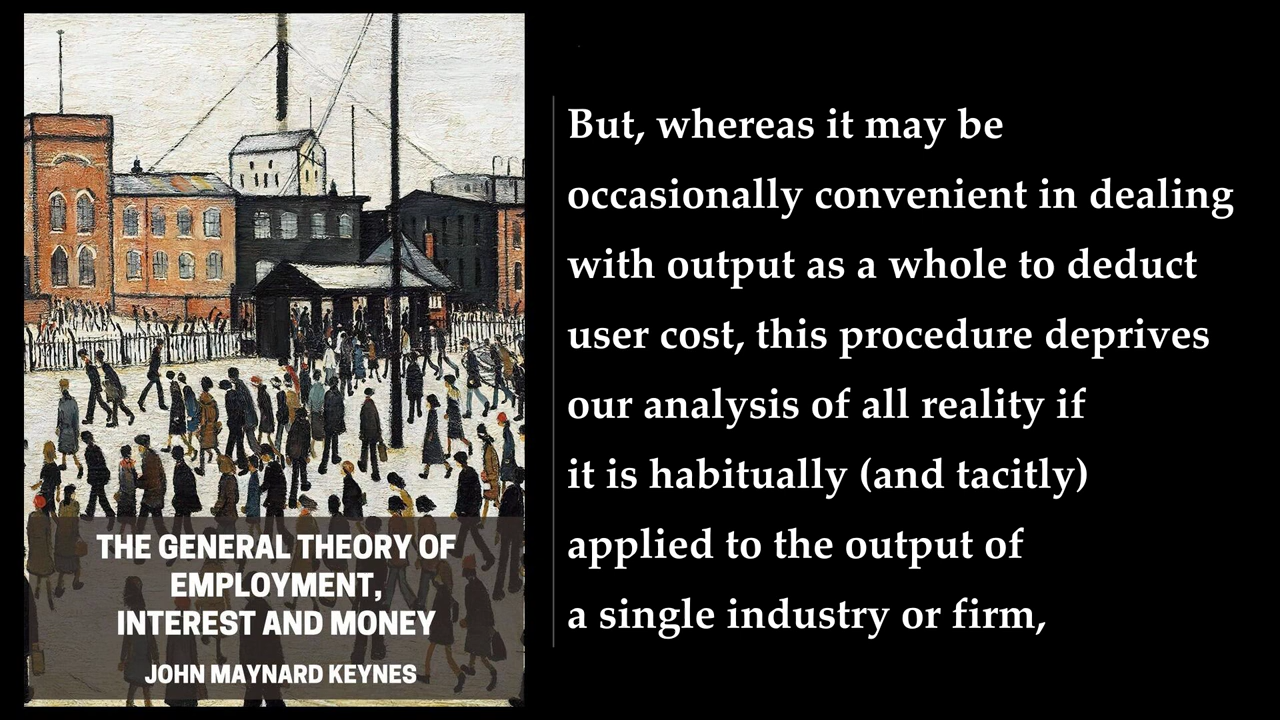 THE GENERAL THEORY OF
EMPLOYMENT,
INTEREST AND MONEY
JOHN MAYNARD KEYNES
But, whereas it may be
occasionally convenient in dealing
with output as a whole to deduct
user cost, this procedure deprives
our analysis of all reality if
it is habitually (and tacitly)
applied to the output of
a single industry or firm,